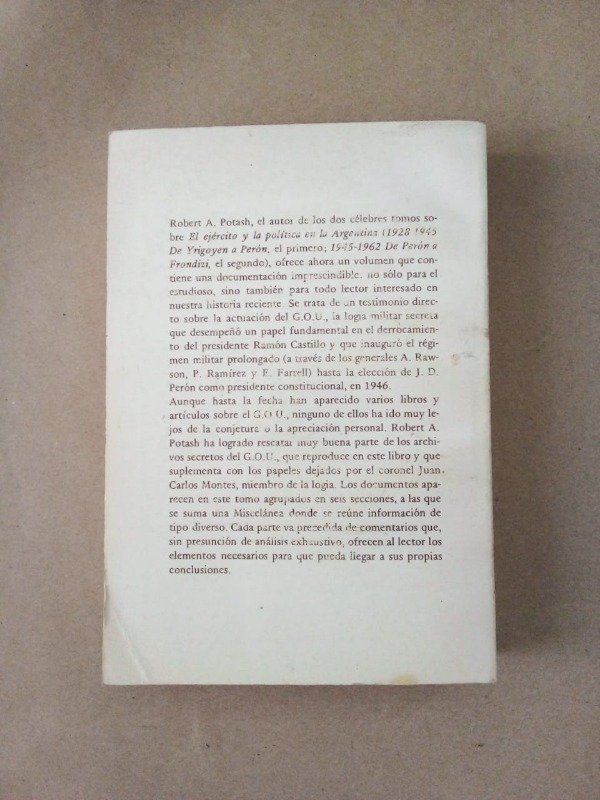 Robert A. Potash, el autor de los dos célebres tomos so-
bre El ejército y la política en la Argentina (1928 1945
De Yrigoyen a Perón, el primero; 1945-1962 De Perón a
Frondizi, el segundo), ofrece ahora un volumen que con-
tiene una documentación imprescindible, no sólo para el
estudioso, sino también para todo lector interesado en
nuestra historia reciente. Se trata de un testimonio direc-
to sobre la actuación del G.O.U., la logia militar secreta
que desempeñó un papel fundamental en el derrocamien-
to del presidente Ramón Castillo y que inauguró el régi-
men militar prolongado (a través de los generales A. Raw-
son, P. Ramírez y E. Farrell) hasta la elección de J. D.
Perón como presidente constitucional, en 1946.
Aunque hasta la fecha han aparecido varios libros y
artículos sobre el G.O.U., ninguno de ellos ha ido muy le-
jos de la conjetura o la apreciación personal. Robert A.
Potash ha logrado rescatar muy buena parte de los archi-
vos secretos del G.O.U., que reproduce en este libro y que
suplementa con los papeles dejados por el coronel Juan
Carlos Montes, miembro de la logia. Los documentos apa-
recen en este tomo agrupados en seis secciones, a las que
se suma una Miscelánea donde se reúne información de
tipo diverso. Cada parte va precedida de comentarios que,
sin presunción de análisis exhaustivo, ofrecen al lector los
elementos necesarios para que pueda llegar a sus propias
conclusiones.